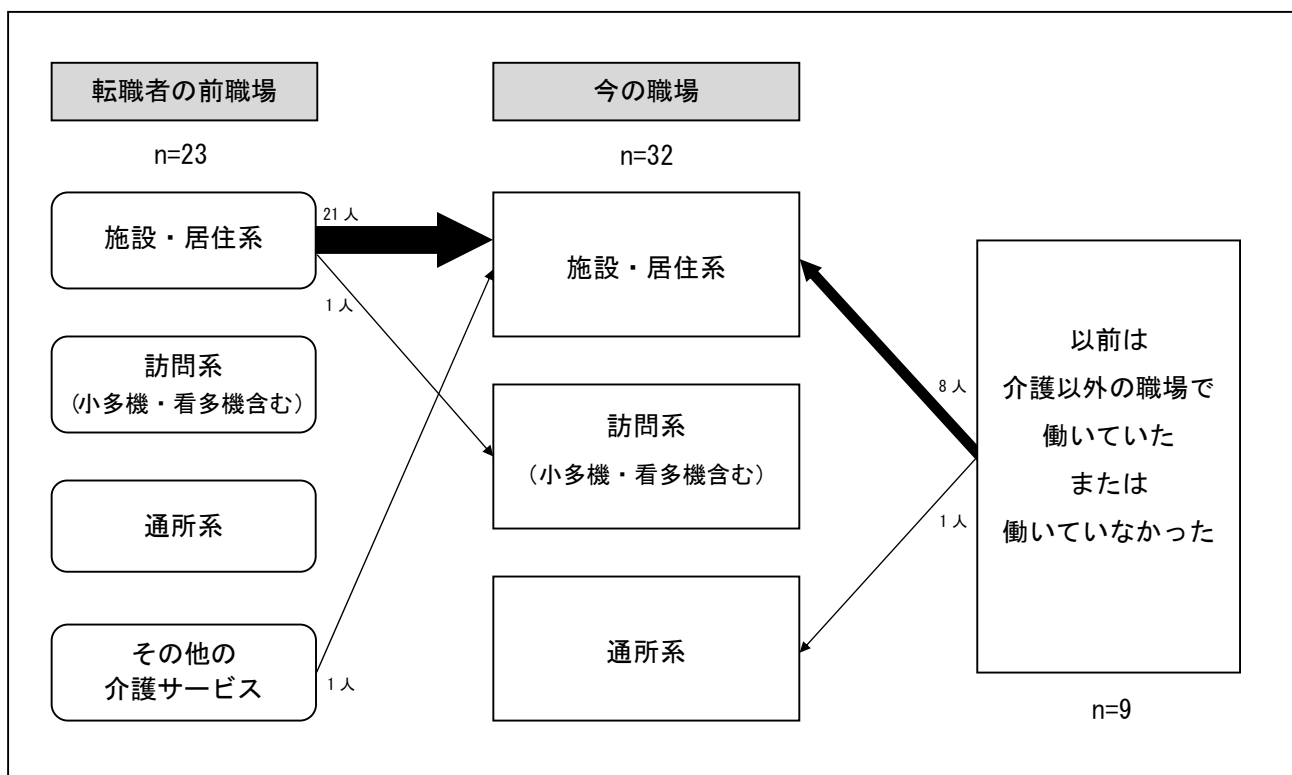 転職者の前職場
今の職場
n=23
n=32
施設・居住系
21人
1人
訪問系
(小多機・看多機含む)
通所系
その他の
介護サービス
1人
施設・居住系
訪問系
（小多機・看多機含む）
通所系
8人
1人
以前は
介護以外の職場で
働いていた
または
働いていなかった
n=9